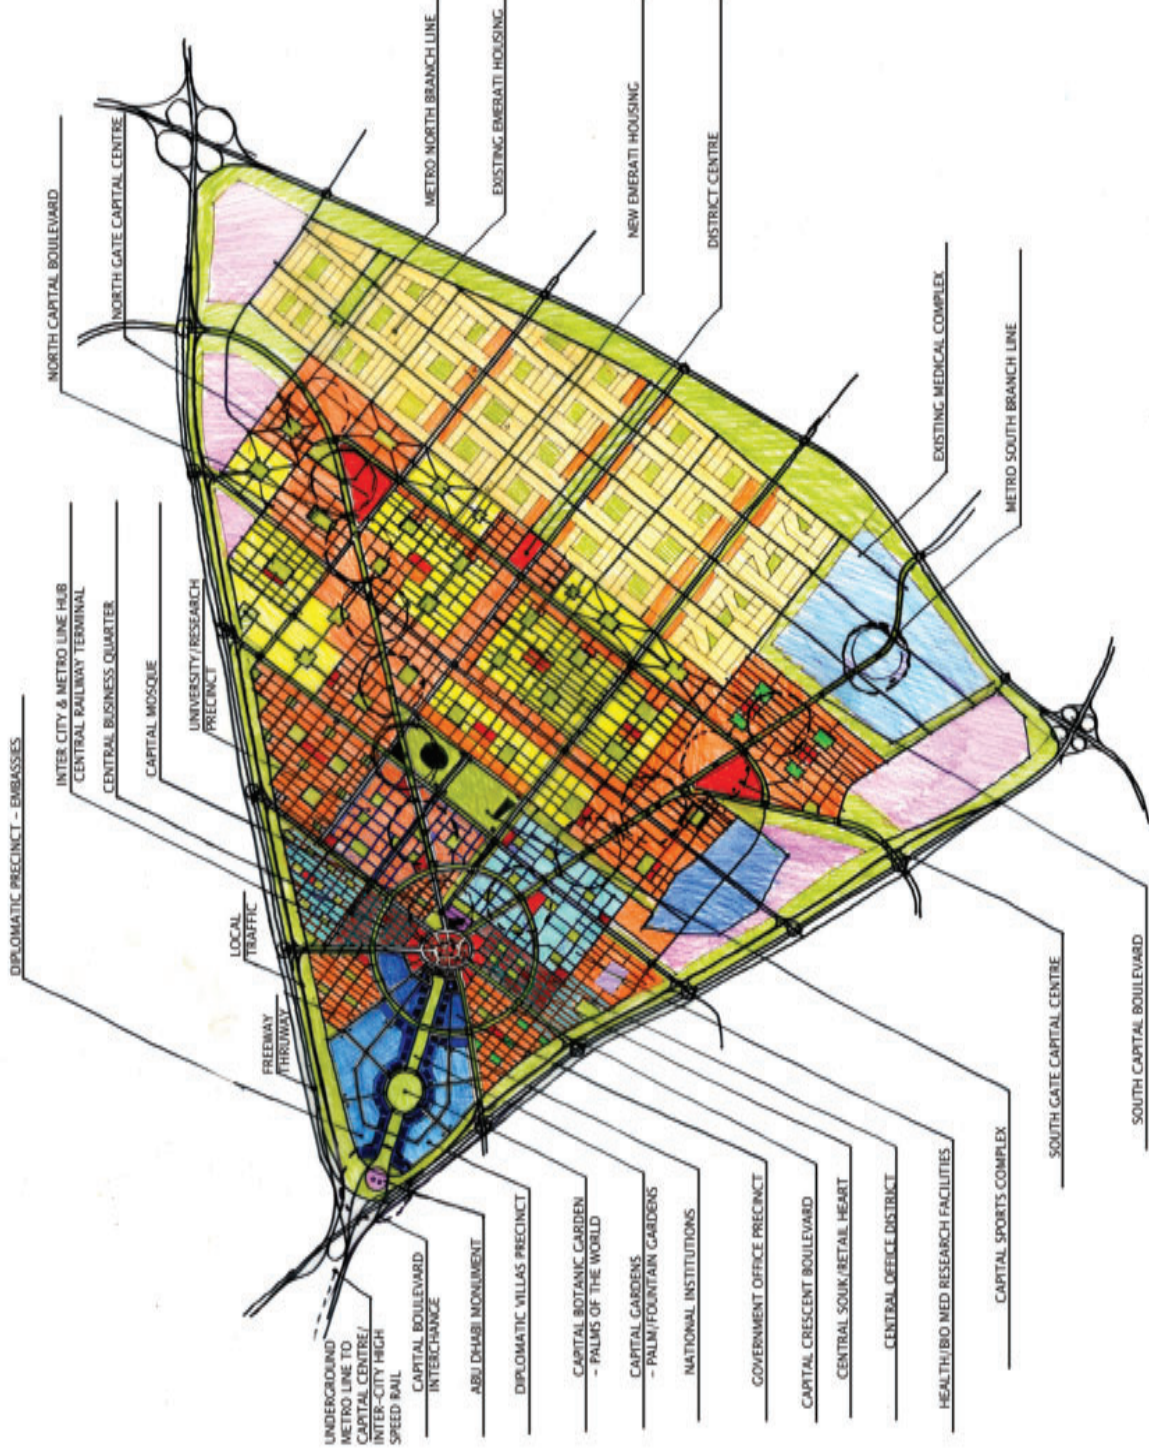 DIPLOMATIC PRECINCT - EMBASSES
INTER CITY & METRO LINE HUB
CENTRAL RAILWAY TERMINAL
CENTRAL BUSINESS QUARTER
CAPITAL MOSQUE
UNIVERSITY/RESEARCH
PRECINCT
NORTH CAPITAL BOULEVARD
NORTH GATE CAPITAL CENTRE
METRO NORTH BRANCH LINE
EXISTING EMERATI HOUSING
NEW EMERATI HOUSING
DISTRICT CENTRE
EXISTING MEDICAL COMPLEX
METRO SOUTH BRANCH LINE
LOCAL
TRAFFIC
FREEWAY
THRUWAY
UNDERGROUND
METRO LINE TO
CAPITAL CENTRE/
INTER-CITY HIGH
SPEED RAIL
CAPITAL BOULEVARD
INTERCHANGE
ABU DHABI MONUMENT
DIPLOMATIC VILLAS PRECINCT
CAPITAL BOTANIC GARDEN
- PALMS OF THE WORLD
CAPITAL GARDENS
- PALM/FOUNTAIN GARDENS
NATIONAL INSTITUTIONS
GOVERNMENT OFFICE PRECINCT
CAPITAL CRESCENT BOULEVARD
CENTRAL SOUK/RETAIL HEART
CENTRAL OFFICE DISTRICT
HEALTH/BIO MED RESEARCH FACILITIES
CAPITAL SPORTS COMPLEX
SOUTH GATE CAPITAL CENTRE
SOUTH CAPITAL BOULEVARD